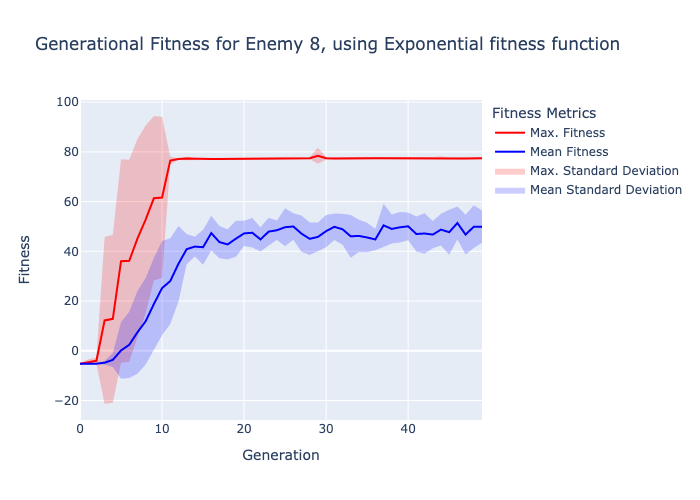 Generational Fitness for Enemy 8, using Exponential fitness function
Fitness Metrics
Max. Fitness
Mean Fitness
Max. Standard Deviation
Mean Standard Deviation
Fitness
100
80
60
40
20
0
−20
0 10 20 30 40
Generation